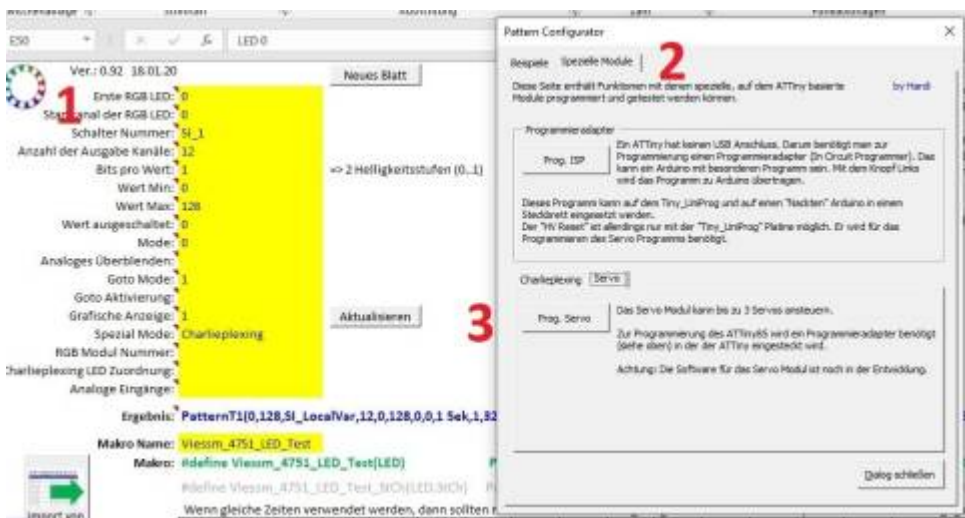 E50
LED 0
1
Ver.: 0.92 18.01.20
Neues Blatt
Erste RGB LED: 0
Startkanal der RGB LED: 0
Schalter Nummer: SI_1
Anzahl der Ausgabe Kanäle: 12
Bits pro Wert: 1
=> 2 Helligkeitsstufen (0..1)
Wert Min: 0
Wert Max: 128
Wert ausgeschaltet: 0
Mode: 0
Analoges Überblenden:
Goto Mode: 1
Goto Aktivierung:
Grafische Anzeige: 1
Aktualisieren
Spezial Mode: Charlieplexing
RGB Modul Nummer:
Charlieplexing LED Zuordnung:
Analoge Eingänge:
Ergebnis: PatternT1(0,128,SI_LocalVar,12,0,128,0,0,1 Sek,1,32
Makro Name: Viessm_4751_LED_Test
Makro: #define Viessm_4751_LED_Test(LED)
#define Viessm_4751_LED_Test_StCh(LED,StCh)
Wenn gleiche Zeiten verwendet werden, dann sollten
Import von
Pattern Configurator
2
Beispiele Spezielle Module
Diese Seite enthält Funktionen mit denen spezielle, auf dem ATTiny basierte
Module programmiert und getestet werden können.
by Hardi
Programmieradapter
Prog. ISP
Ein ATTiny hat keinen USB Anschluss. Darum benötigt man zur
Programmierung einen Programmieradapter (In Circuit Programmer). Das
kann ein Arduino mit besonderen Programm sein. Mit dem Knopf Links
wird das Programm zu Arduino übertragen.
Dieses Programm kann auf dem Tiny_UniProg und auf einen "Nackten" Arduino in einem
Steckbrett eingesetzt werden.
Der "HV Reset" ist allerdings nur mit der "Tiny_UniProg" Platine möglich. Er wird für das
Programmieren des Servo Programms benötigt.
Charlieplexing Servo
3
Prog. Servo
Das Servo Modul kann bis zu 3 Servos ansteuern.
Zur Programmierung des ATTiny85 wird ein Programmieradapter benötigt
(siehe oben) in der der ATTiny eingesteckt wird.
Achtung: Die Software für das Servo Modul ist noch in der Entwicklung.
Dialog schließen